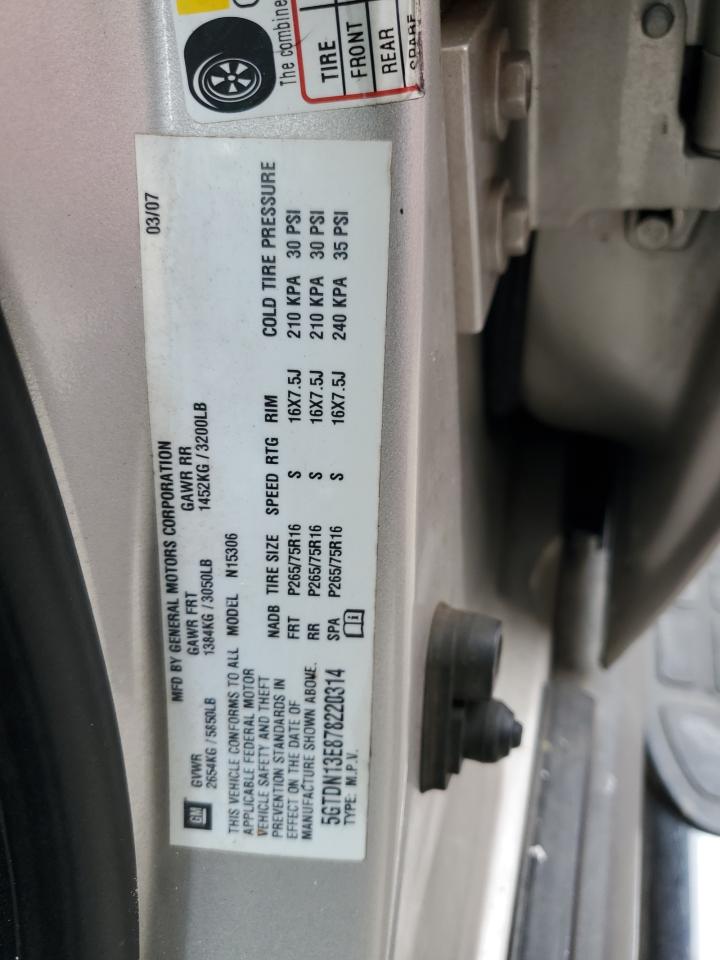 The combine
TIRE
FRONT
REAR
SPARE
03/07
MFD BY GENERAL MOTORS CORPORATION
GM GVWR GAWR FRT GAWR RR
2654KG / 5850LB 1384KG / 3050LB 1452KG / 3200LB
THIS VEHICLE CONFORMS TO ALL MODEL N15306
APPLICABLE FEDERAL MOTOR
VEHICLE SAFETY AND THEFT
PREVENTION STANDARDS IN
EFFECT ON THE DATE OF
MANUFACTURE SHOWN ABOVE.
5GTDN13E878220314
TYPE: M.P.V.
NADB TIRE SIZE SPEED RTG RIM COLD TIRE PRESSURE
FRT P265/75R16 S 16X7.5J 210 KPA 30 PSI
RR P265/75R16 S 16X7.5J 210 KPA 30 PSI
SPA P265/75R16 S 16X7.5J 240 KPA 35 PSI